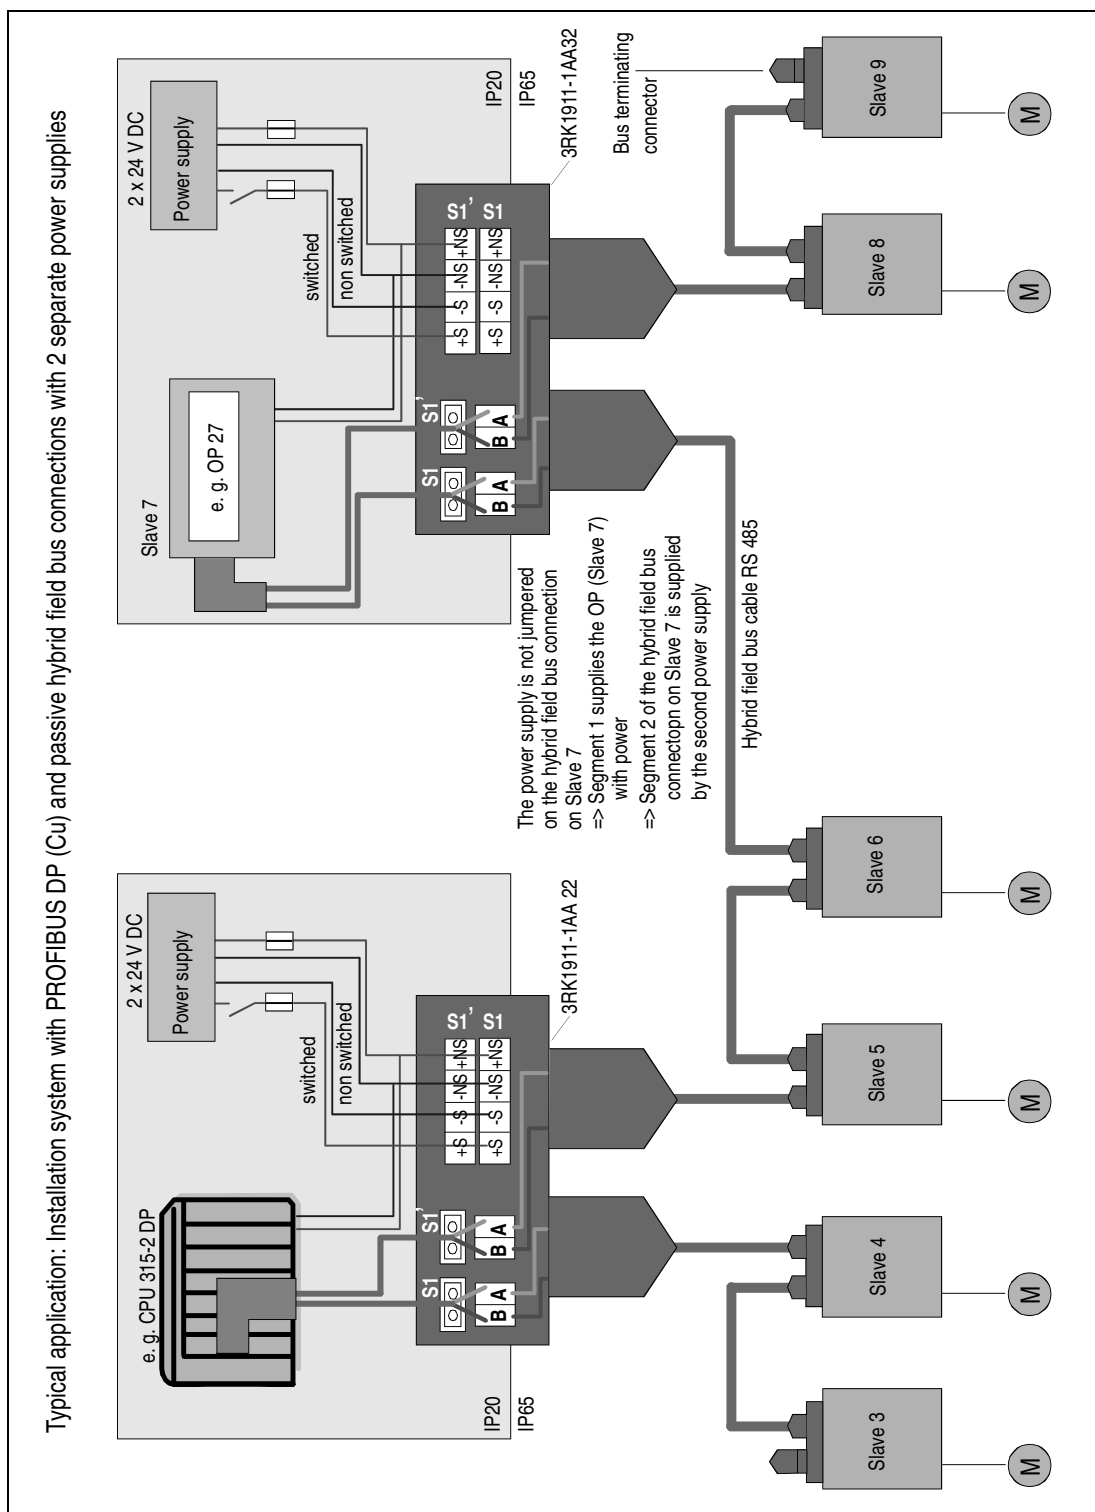 Typical application: Installation system with PROFIBUS DP (Cu) and passive hybrid field bus connections with 2 separate power supplies
2 x 24 V DC
Power supply
e. g. CPU 315-2 DP
switched
non switched
S1' S1
+S -S -NS +NS
+S -S -NS +NS
S1 S1'
B A B A
IP20
IP65
3RK1911-1AA 22
2 x 24 V DC
Power supply
Slave 7
e. g. OP 27
switched
non switched
S1' S1
+S -S -NS +NS
+S -S -NS +NS
S1 S1'
B A B A
IP20
IP65
3RK1911-1AA32
The power supply is not jumpered
on the hybrid field bus connection
on Slave 7
=> Segment 1 supplies the OP (Slave 7)
with power
=> Segment 2 of the hybrid field bus
connectopn on Slave 7 is supplied
by the second power supply
Hybrid field bus cable RS 485
Bus terminating
connector
Slave 3
Slave 4
Slave 5
Slave 6
Slave 8
Slave 9
M
M
M
M
M
M